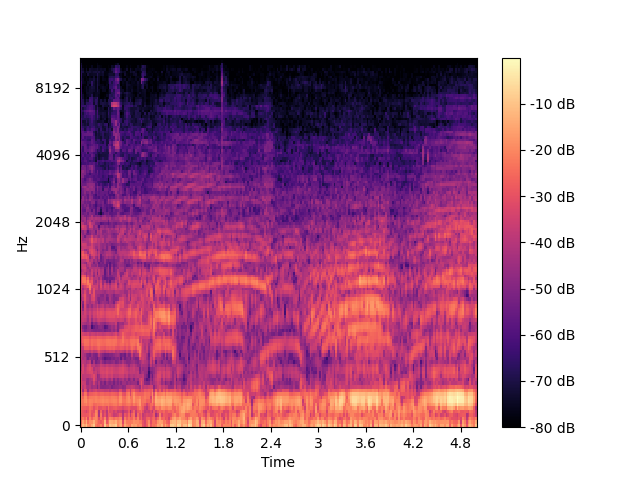 8192
4096
2048
1024
512
0
Hz
0 0.6 1.2 1.8 2.4 3 3.6 4.2 4.8
Time
-10 dB
-20 dB
-30 dB
-40 dB
-50 dB
-60 dB
-70 dB
-80 dB